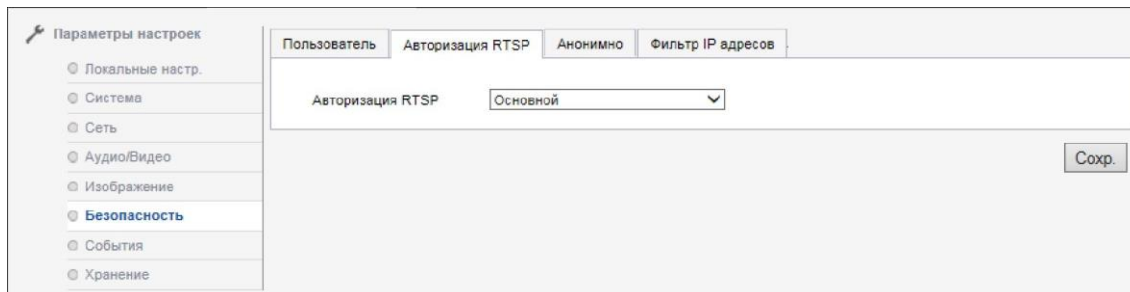 Параметры настроек
Локальные настр.
Система
Сеть
Аудио/Видео
Изображение
Безопасность
События
Хранение
Пользователь Авторизация RTSP Анонимно Фильтр IP адресов
Авторизация RTSP Основной
Сохр.